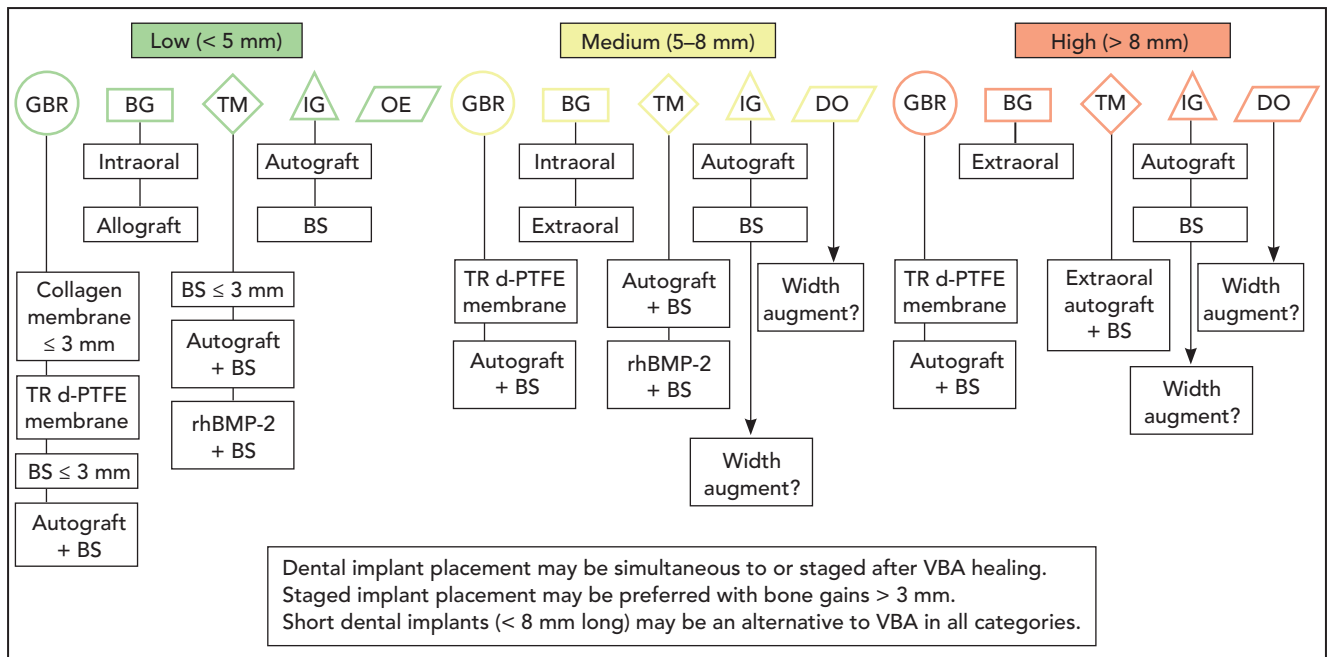 Low (< 5 mm)
GBR
BG
TM
IG
OE
Intraoral
Allograft
Autograft
BS
Collagen
membrane
≤ 3 mm
TR d-PTFE
membrane
BS ≤ 3 mm
Autograft
+ BS
BS ≤ 3 mm
Autograft
+ BS
rhBMP-2
+ BS
Medium (5–8 mm)
GBR
BG
TM
IG
DO
Intraoral
Extraoral
Autograft
BS
TR d-PTFE
membrane
Autograft
+ BS
Autograft
+ BS
rhBMP-2
+ BS
Width
augment?
Width
augment?
High (> 8 mm)
GBR
BG
TM
IG
DO
Extraoral
Autograft
BS
TR d-PTFE
membrane
Autograft
+ BS
Extraoral
autograft
+ BS
Width
augment?
Width
augment?
Dental implant placement may be simultaneous to or staged after VBA healing.
Staged implant placement may be preferred with bone gains > 3 mm.
Short dental implants (< 8 mm long) may be an alternative to VBA in all categories.